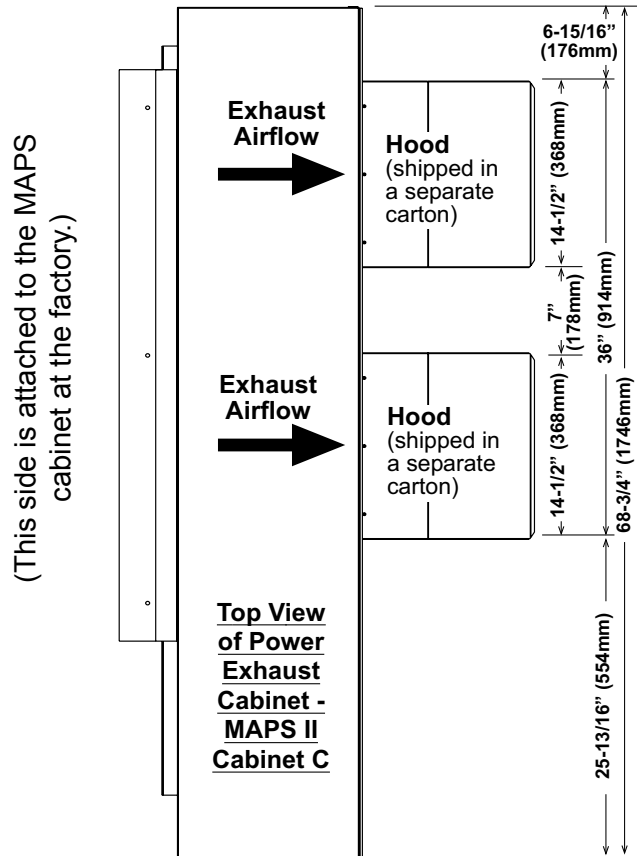 (This side is attached to the MAPS
cabinet at the factory.)
Exhaust
Airflow
Hood
(shipped in
a separate
carton)
Exhaust
Airflow
Hood
(shipped in
a separate
carton)
Top View
of Power
Exhaust
Cabinet -
MAPS II
Cabinet C
6-15/16”
(176mm)
14-1/2” (368mm)
7”
(178mm)
36” (914mm)
14-1/2” (368mm)
68-3/4” (1746mm)
25-13/16” (554mm)